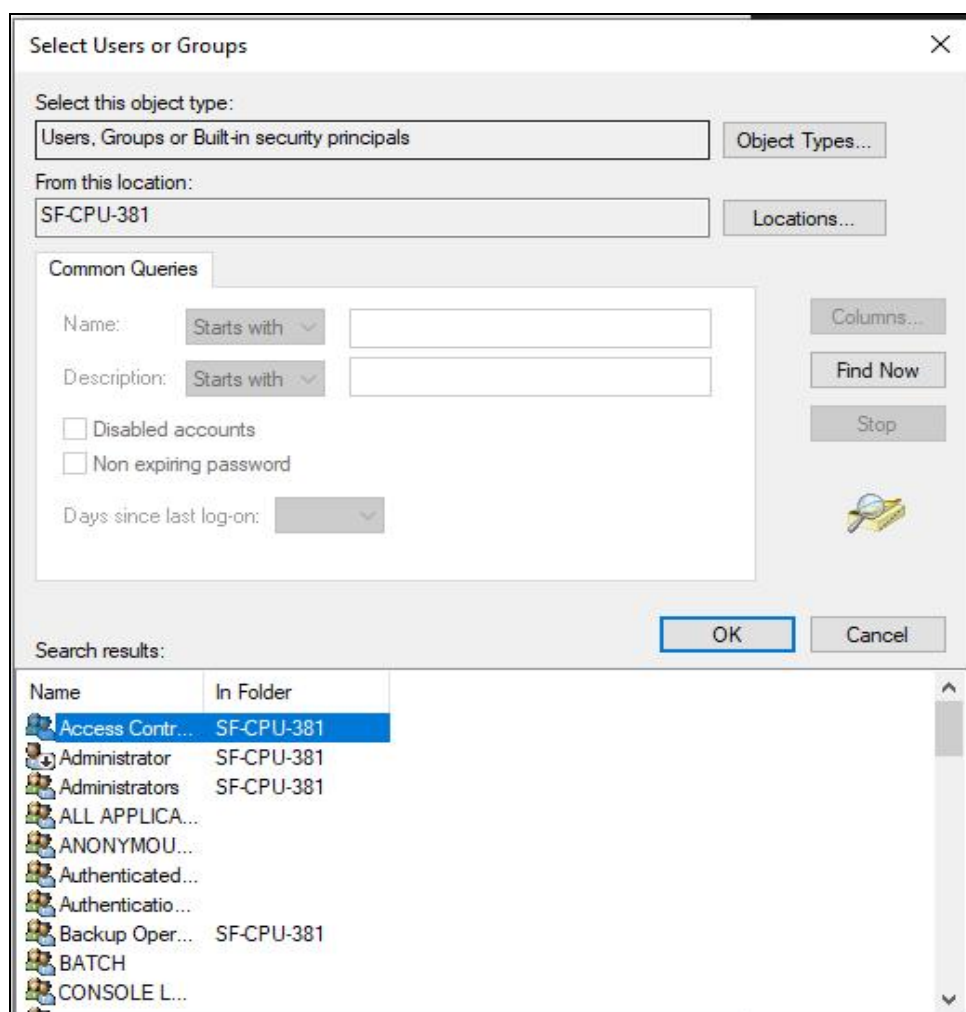 Select Users or Groups
Select this object type:
Users, Groups or Built-in security principals
Object Types...
From this location:
SF-CPU-381
Locations...
Common Queries
Name:
Starts with
Columns...
Description:
Starts with
Find Now
Disabled accounts
Stop
Non expiring password
Days since last log-on:
OK
Cancel
Search results:
Name In Folder
Access Contr... SF-CPU-381
Administrator SF-CPU-381
Administrators SF-CPU-381
ALL APPLICA...
ANONYMOU...
Authenticated...
Authenticatio...
Backup Oper... SF-CPU-381
BATCH
CONSOLE L...